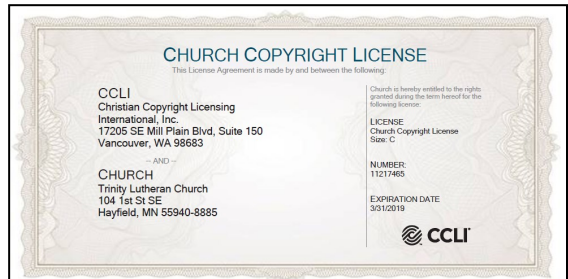 CHURCH COPYRIGHT LICENSE
This License Agreement is made by and between the following:
CCLI
Christian Copyright Licensing
International, Inc.
17205 SE Mill Plain Blvd, Suite 150
Vancouver, WA 98683
-- AND --
CHURCH
Trinity Lutheran Church
104 1st St SE
Hayfield, MN 55940-8885
Church is hereby entitled to the rights
granted during the term hereof for the
following license:
LICENSE
Church Copyright License
Size: C
NUMBER:
11217465
EXPIRATION DATE
3/31/2019
CCLI